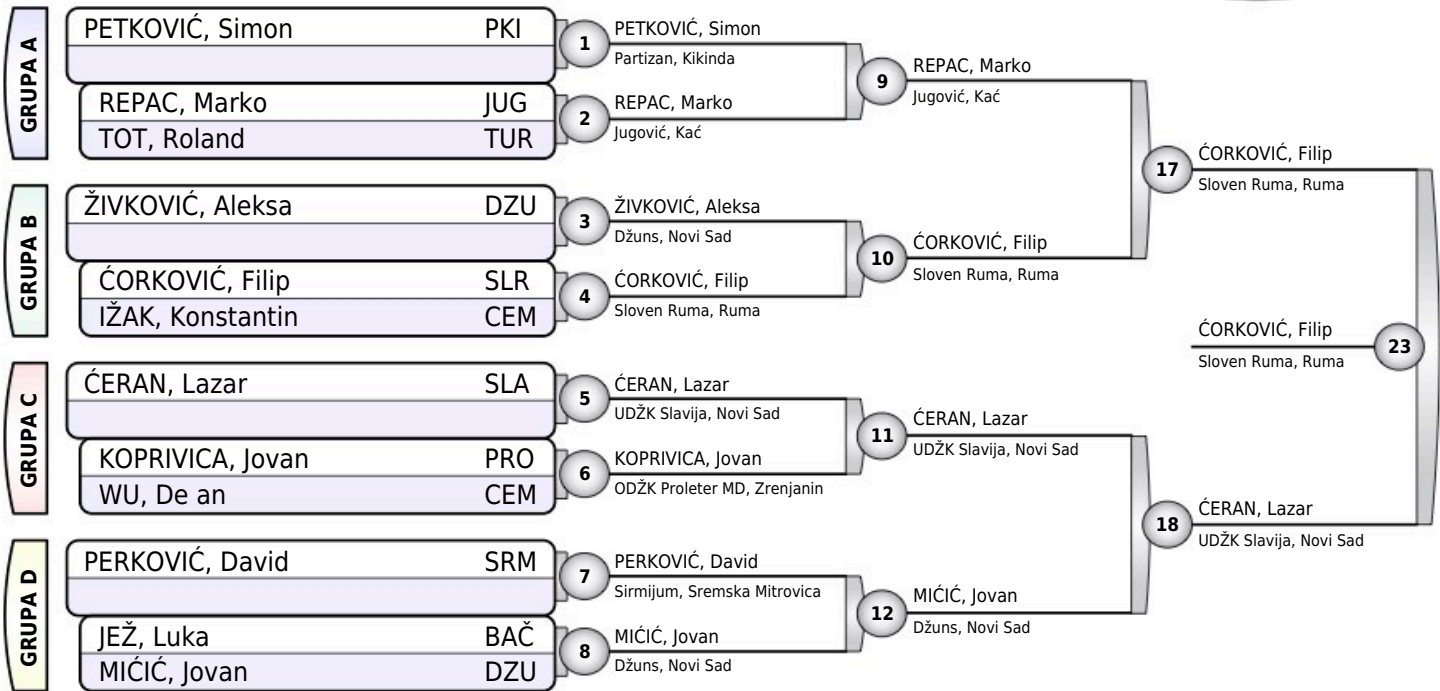 GRUPA A
PETKOVIĆ, Simon PKI
REPAC, Marko JUG
TOT, Roland TUR
1
PETKOVIĆ, Simon
Partizan, Kikinda
2
REPAC, Marko
Jugović, Kać
9
REPAC, Marko
Jugović, Kać
GRUPA B
ŽIVKOVIĆ, Aleksa DZU
ĆORKOVIĆ, Filip SLR
IŽAK, Konstantin CEM
3
ŽIVKOVIĆ, Aleksa
Džuns, Novi Sad
4
ĆORKOVIĆ, Filip
Sloven Ruma, Ruma
10
ĆORKOVIĆ, Filip
Sloven Ruma, Ruma
17
ĆORKOVIĆ, Filip
Sloven Ruma, Ruma
GRUPA C
ĆERAN, Lazar SLA
KOPRIVICA, Jovan PRO
WU, De an CEM
5
ĆERAN, Lazar
UDŽK Slavija, Novi Sad
6
KOPRIVICA, Jovan
ODŽK Proleter MD, Zrenjanin
11
ĆERAN, Lazar
UDŽK Slavija, Novi Sad
GRUPA D
PERKOVIĆ, David SRM
JEŽ, Luka BAČ
MIĆIĆ, Jovan DZU
7
PERKOVIĆ, David
Sirmijum, Sremska Mitrovica
8
MIĆIĆ, Jovan
Džuns, Novi Sad
12
MIĆIĆ, Jovan
Džuns, Novi Sad
18
ĆERAN, Lazar
UDŽK Slavija, Novi Sad
ĆORKOVIĆ, Filip
Sloven Ruma, Ruma
23